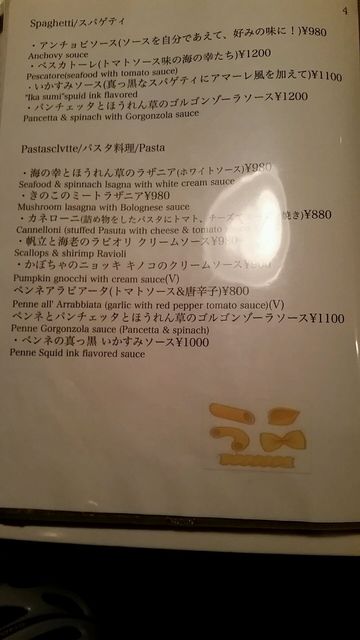 4
Spaghetti/スパゲティ
・アンチョビソース(ソースを自分であえて、好みの味に！)¥980
Anchovy souce
・ペスカトーレ(トマトソース味の海の幸たち)¥1200
Pescatore(seafood with tomato sauce)
・いかすみソース(真っ黒なスパゲティにアマーレ風を加えて)¥1100
"Ika sumi"spuid ink flavored
・パンチェッタとほうれん草のゴルゴンゾーラソース¥1200
Pancetta & spinach with Gorgonzola sauce
Pastasclvtte/パスタ料理/Pasta
・海の幸とほうれん草のラザニア(ホワイトソース)¥980
Seafood & spinnach lsagna with white cream sauce
・きのこのミートラザニア¥980
Mushroom lasagna with Bolognese sauce
・カネローニ(詰め物をしたパスタにトマト、チーズ 焼き)¥880
Cannelloni (stuffed Pasuta with cheese & tomato
・帆立と海老のラビオリ クリームソース
Scallops & shrimp Ravioli
・かぼちゃのニョッキ キノコのクリームソース
Pumpkin gnocchi with cream sauce(V)
ペンネアラビアータ(トマトソース&唐辛子)¥800
Penne all' Arrabbiata (garlic with red pepper tomato sauce)(V)
ペンネとパンチェッタとほうれん草のゴルゴンゾーラソース¥1100
Penne Gorgonzola sauce (Pancetta & spinach)
・ペンネの真っ黒 いかすみソース¥1000
Penne Squid ink flavored sauce